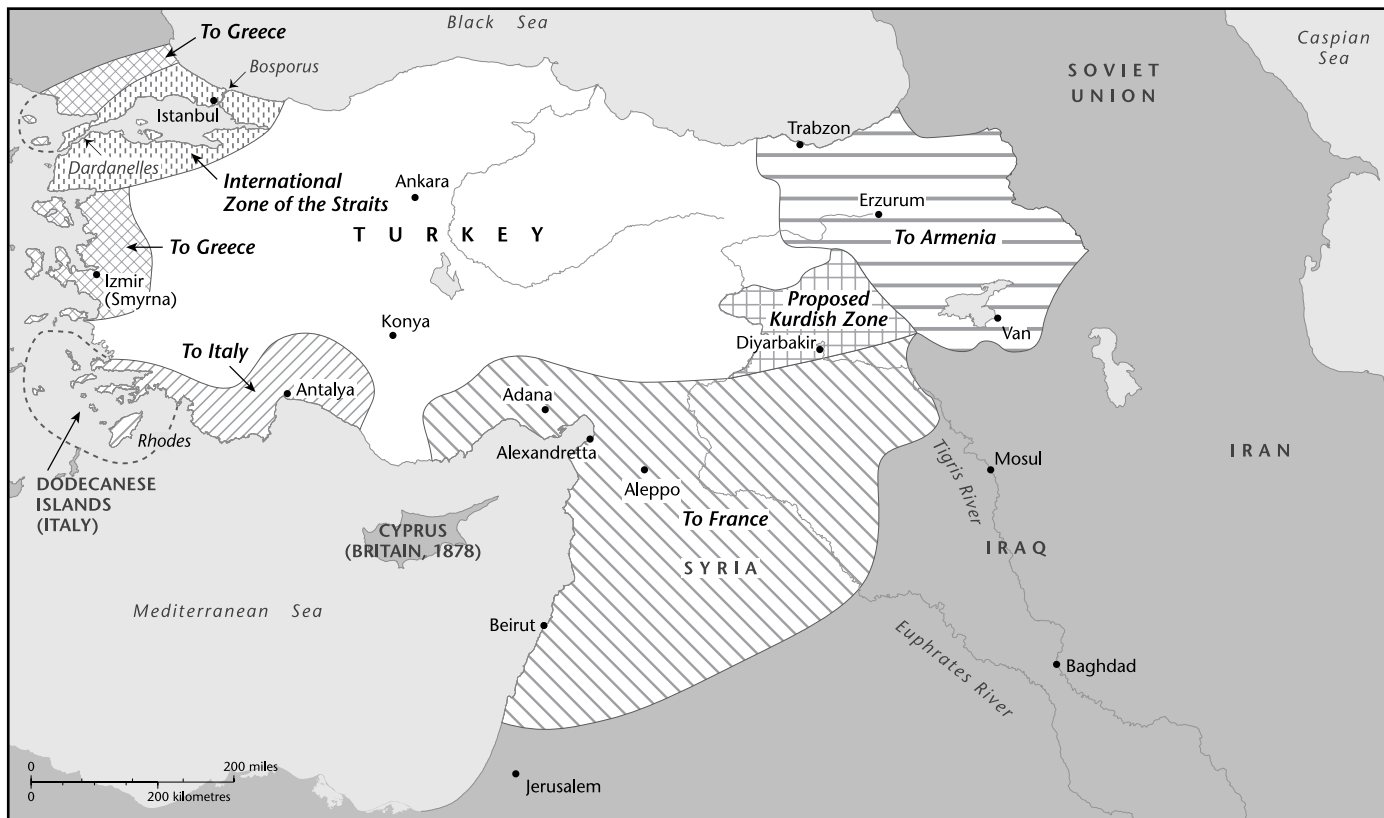 To Greece
Black Sea
Caspian
Sea
Bosporus
SOVIET
UNION
Istanbul
Trabzon
Dardanelles
International
Zone of the Straits
Ankara
Erzurum
To Greece
TURKEY
To Armenia
Izmir
(Smyrna)
Proposed
Kurdish Zone
Konya
Van
Diyarbakir
To Italy
Antalya
Adana
Rhodes
Alexandretta
Mosul
IRAN
Tigris River
DODECANESE
ISLANDS
(ITALY)
Aleppo
To France
CYPRUS
(BRITAIN, 1878)
IRAQ
SYRIA
Mediterranean Sea
Beirut
Euphrates River
Baghdad
0 200 miles
0 200 kilometres
Jerusalem